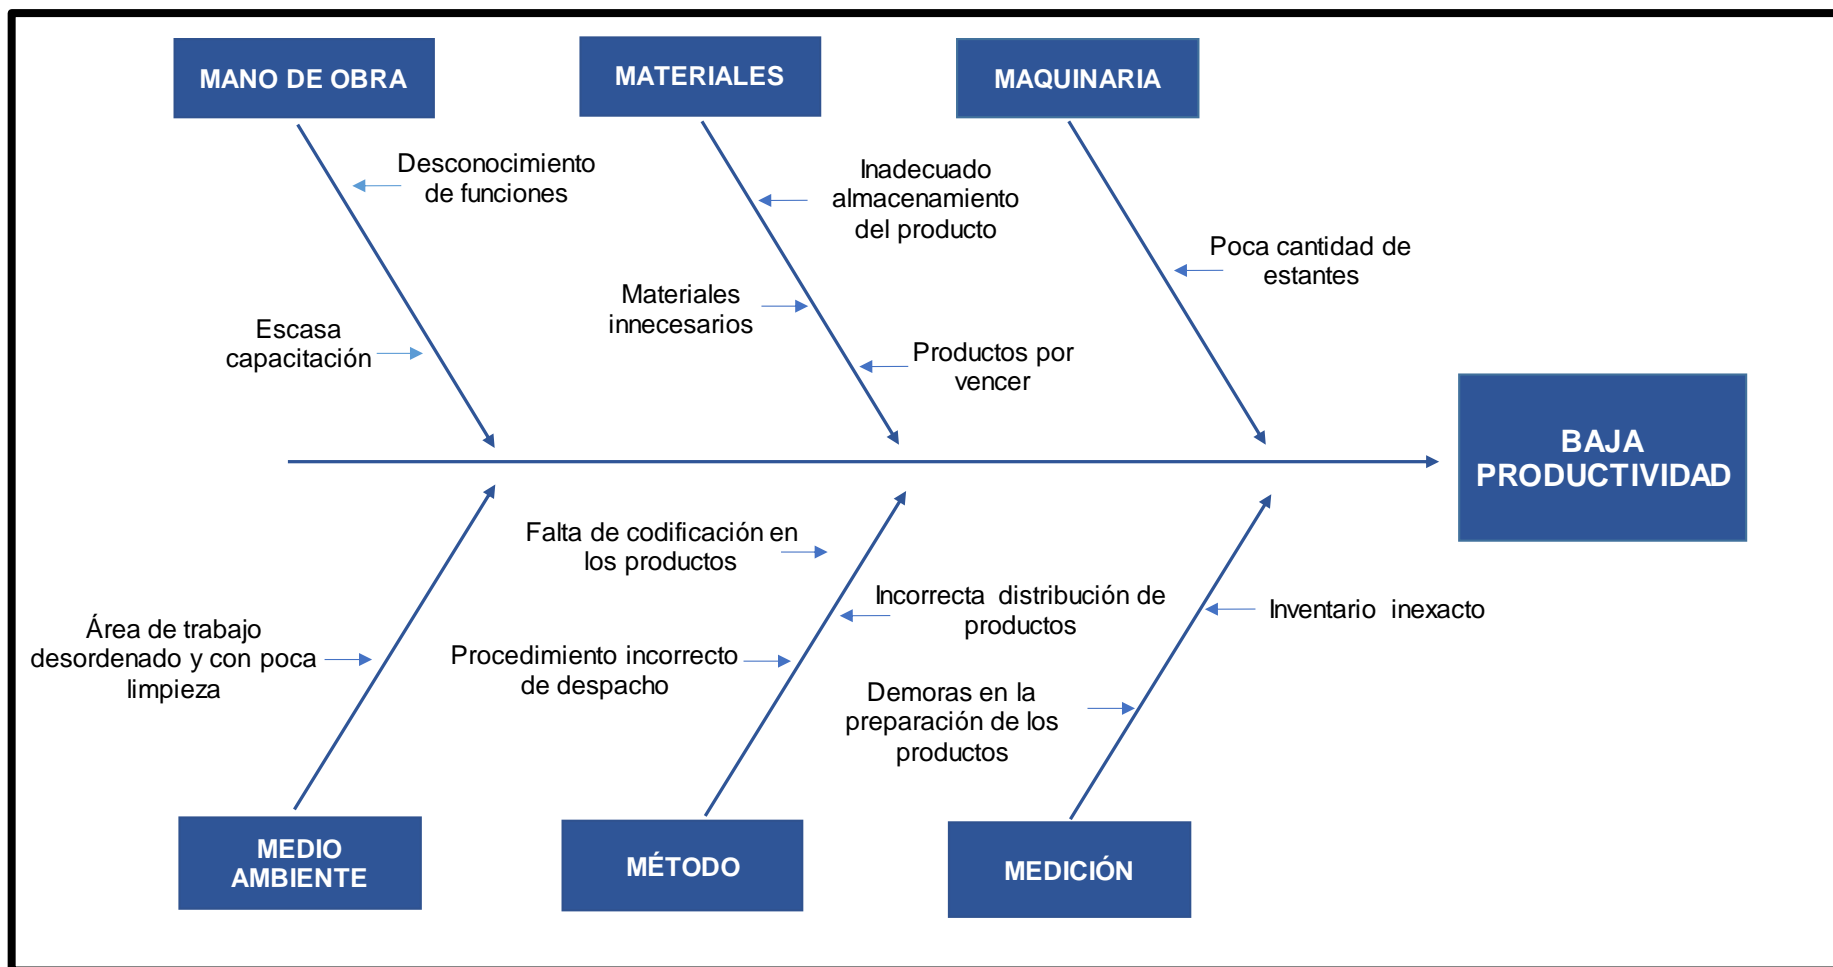 MANO DE OBRA
MATERIALES
MAQUINARIA
Desconocimiento
de funciones
Escasa
capacitación
Inadecuado
almacenamiento
del producto
Materiales
innecesarios
Productos por
vencer
Poca cantidad de
estantes
BAJA
PRODUCTIVIDAD
Área de trabajo
desordenado y con poca
limpieza
Falta de codificación en
los productos
Incorrecta distribución de
productos
Procedimiento incorrecto
de despacho
Inventario inexacto
Demoras en la
preparación de los
productos
MEDIO
AMBIENTE
MÉTODO
MEDICIÓN